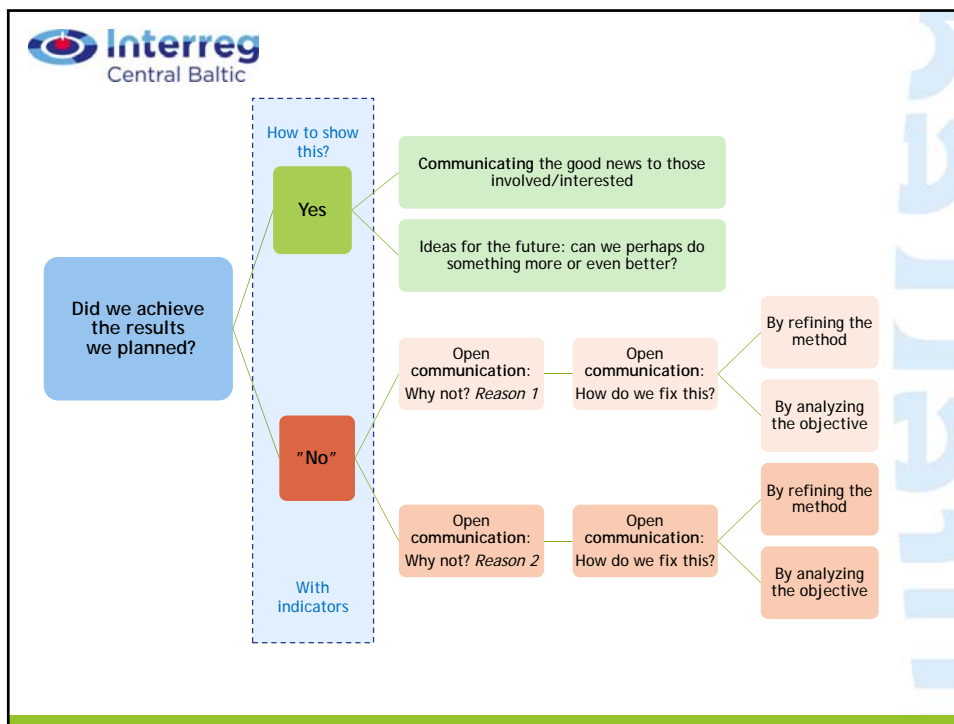 Interreg
Central Baltic
How to show
this?
Yes
Communicating the good news to those
involved/interested
Ideas for the future: can we perhaps do
something more or even better?
Did we achieve
the results
we planned?
"No"
With
indicators
Open
communication:
Why not? Reason 1
Open
communication:
How do we fix this?
By refining the
method
By analyzing
the objective
Open
communication:
Why not? Reason 2
Open
communication:
How do we fix this?
By refining the
method
By analyzing
the objective
interreg